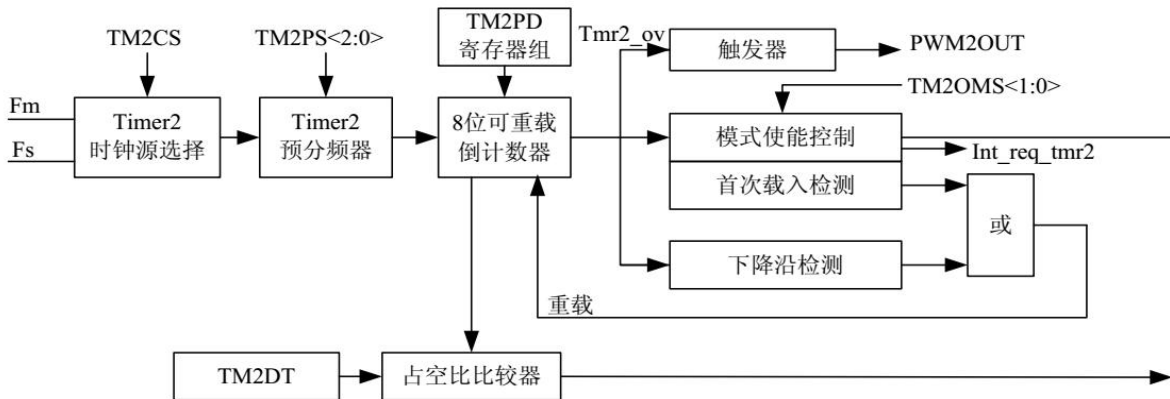 TM2CS
TM2PS<2:0>
TM2PD
寄存器组
Tmr2_ov
触发器
PWM2OUT
TM2OMS<1:0>
Fm
Fs
Timer2
时钟源选择
Timer2
预分频器
8位可重载
倒计数器
模式使能控制
Int_req_tmr2
首次载入检测
或
下降沿检测
重载
TM2DT
占空比比较器